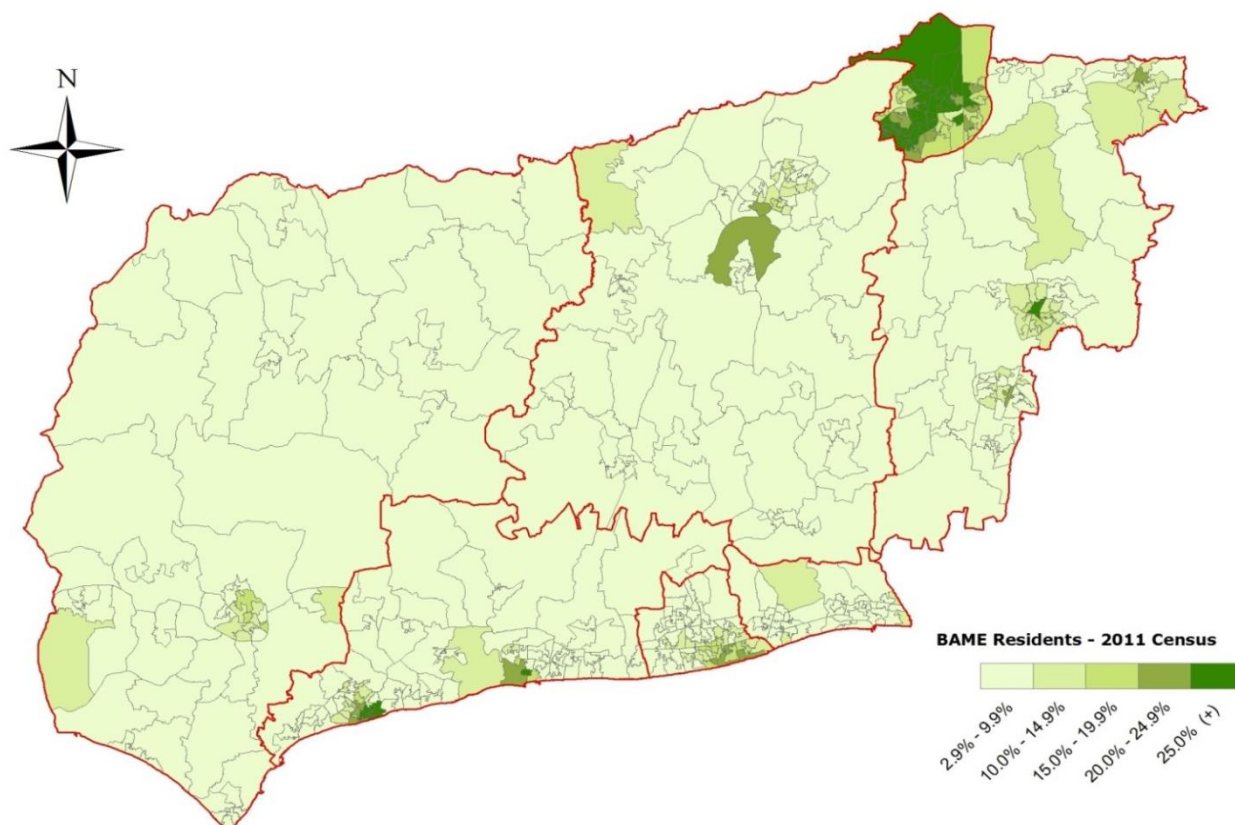 N
BAME Residents - 2011 Census
2.9% - 9.9%
10.0% - 14.9%
15.0% - 19.9%
20.0% - 24.9%
25.0% (+)